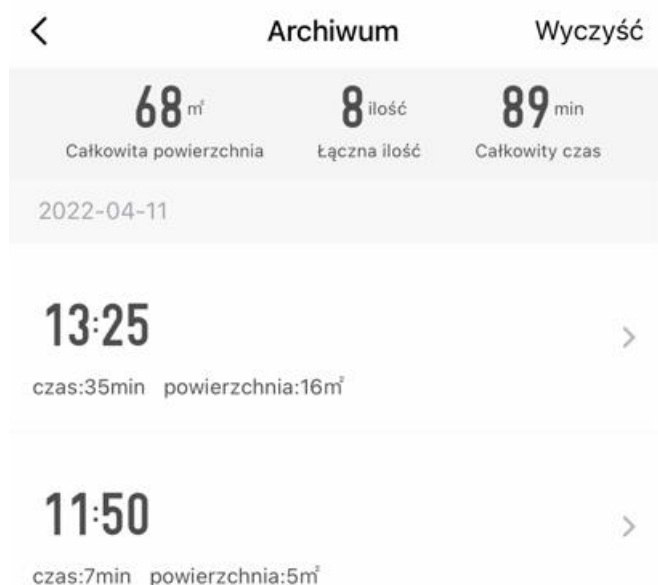 Archiwum Wyczyść
68 m² 8 ilość 89 min
Całkowita powierzchnia Łączna ilość Całkowity czas
2022-04-11
13:25
czas:35min powierzchnia:16m²
11:50
czas:7min powierzchnia:5m²